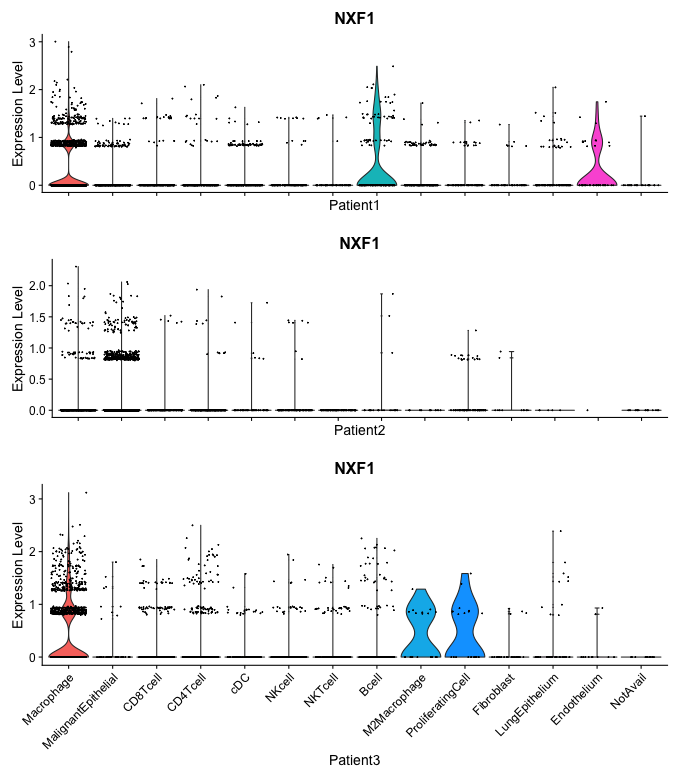 NXF1
Expression Level
3
2
1
0
Patient1
NXF1
Expression Level
2.0
1.5
1.0
0.5
0.0
Patient2
NXF1
Expression Level
3
2
1
0
Macrophage
MalignantEpithelial
CD8Tcell
CD4Tcell
cDC
NKcell
NKTcell
Bcell
M2Macrophage
ProliferatingCell
Fibroblast
LungEpithelium
Endothelium
NotAvail
Patient3